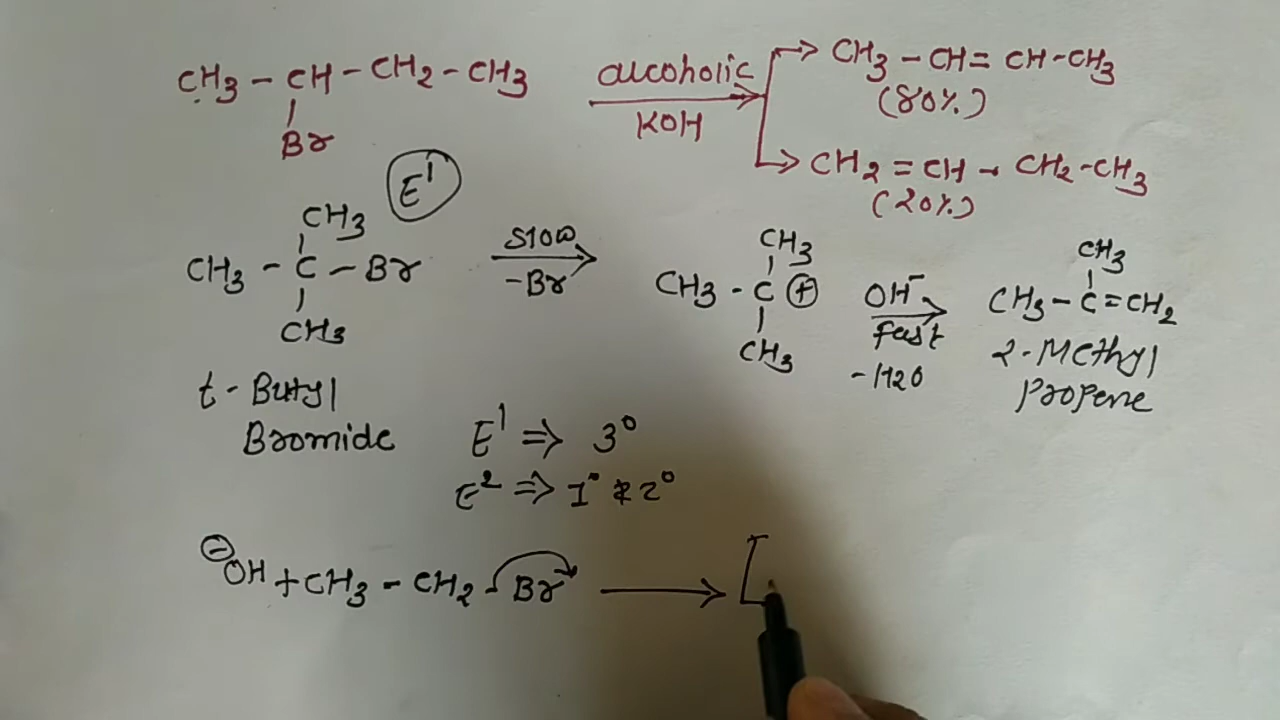 CH3 - CH - CH2 - CH3 alcoholic KOH CH3 - CH = CH - CH3
Br (80%)
CH2 = CH - CH2 - CH3
(20%)
E1
CH3 CH3 CH3
CH3 - C - Br slow -Br CH3 - C + OH- fast -H2O CH3 - C = CH2
CH3 CH3
t - Butyl Bromide
2-Methyl propene
E1 ⇒ 3°
E2 ⇒ 1° & 2°
-OH + CH3 - CH2 - Br → [